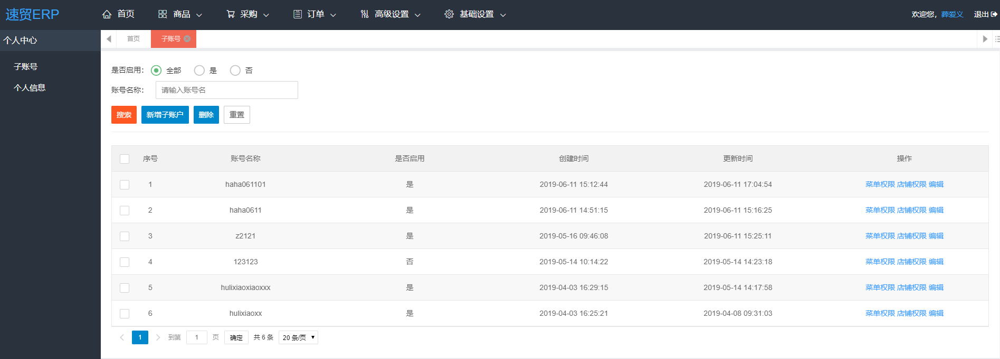 速贸ERP 首页 商品 采购 订单 高级设置 基础设置 欢迎您, 葬爱义 退出
个人中心
子账号
个人信息
首页 子账号
是否启用: 全部 是 否
账号名称: 请输入账号名
搜索 新增子账户 删除 重置
序号 账号名称 是否启用 创建时间 更新时间 操作
1 haha061101 是 2019-06-11 15:12:44 2019-06-11 17:04:54 菜单权限 店铺权限 编辑
2 haha0611 是 2019-06-11 14:51:15 2019-06-11 15:16:25 菜单权限 店铺权限 编辑
3 z2121 是 2019-05-16 09:46:08 2019-06-11 15:25:11 菜单权限 店铺权限 编辑
4 123123 否 2019-05-14 10:14:22 2019-05-14 14:23:18 菜单权限 店铺权限 编辑
5 hulixiaoxiaoxxx 是 2019-04-03 16:29:15 2019-05-14 14:17:58 菜单权限 店铺权限 编辑
6 hulixiaoxx 是 2019-04-03 16:25:21 2019-04-08 09:31:03 菜单权限 店铺权限 编辑
1 到第 1 页 确定 共 6 条 20 条/页